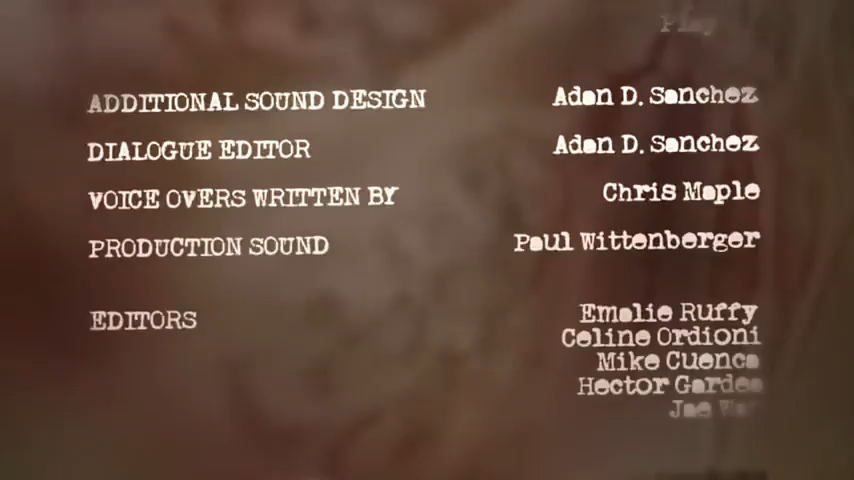 Play
ADDITIONAL SOUND DESIGN Adan D. Sanchez
DIALOGUE EDITOR Adan D. Sanchez
VOICE OVERS WRITTEN BY Chris Maple
PRODUCTION SOUND Paul Wittenberger
EDITORS Emalie Ruffy
Celine Ordioni
Mike Cuenca
Hector Gardea